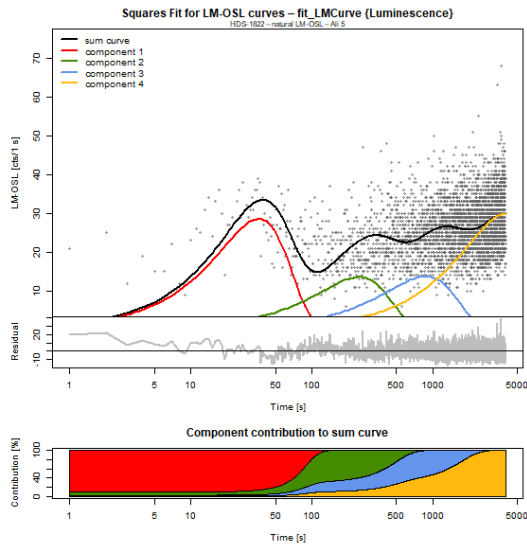 Squares Fit for LM-OSL curves – fit_LMCurve {Luminescence}
HDS-1822 – natural LM-OSL – Ali 5
sum curve
component 1
component 2
component 3
component 4
LM-OSL [cts/1 s]
70
60
50
40
30
20
10
Residual
20
-10
1
5
10
50
100
500
1000
5000
Time [s]
Component contribution to sum curve
Contribution [%]
100
40
0
1
5
10
50
100
500
1000
5000
Time [s]